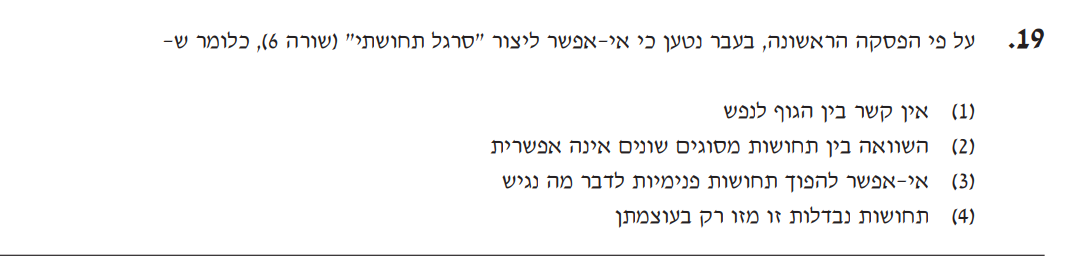 19. על פי הפסקה הראשונה, בעבר נטען כי אי-אפשר ליצור "סרגל תחושתי" (שורה 6), כלומר ש-
(1) אין קשר בין הגוף לנפש
(2) השוואה בין תחושות מסוגים שונים אינה אפשרית
(3) אי-אפשר להפוך תחושות פנימיות לדבר מה נגיש
(4) תחושות נבדלות זו מזו רק בעוצמתן